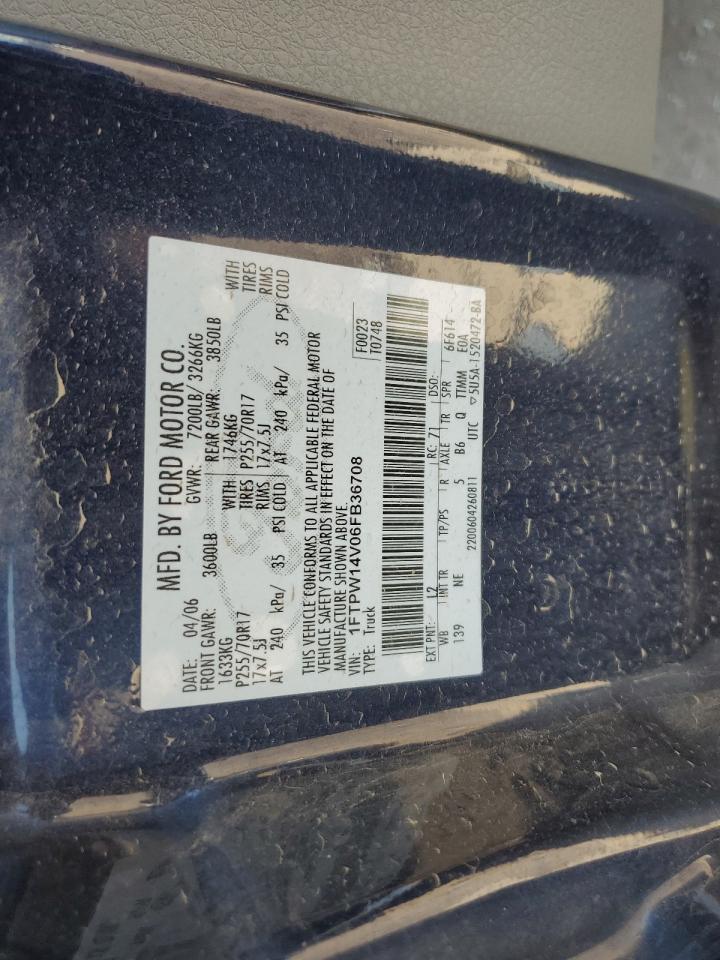 MFD. BY FORD MOTOR CO.
DATE: 04/06 GVWR: 7200LB/ 3266KG
FRONT GAWR: 3600LB REAR GAWR: 3850LB
1633KG WITH 1746KG WITH
P255/70R17 TIRES P255/70R17 TIRES
17x7.5J RIMS 17x7.5J RIMS
AT 240 kPa/ 35 PSI COLD AT 240 kPa/ 35 PSI COLD
THIS VEHICLE CONFORMS TO ALL APPLICABLE FEDERAL MOTOR
VEHICLE SAFETY STANDARDS IN EFFECT ON THE DATE OF
MANUFACTURE SHOWN ABOVE.
VIN: 1FTPW14V06FB36708 F0023
TYPE: Truck T0748
EXT PNT: L2 RC: 71 DSO:
WB INT TR TP/PS R AXLE TR SPR 6F614
139 NE 5 B6 Q TTMM E0A
2200604260811 UTC ▽5U5A-1520472-BA